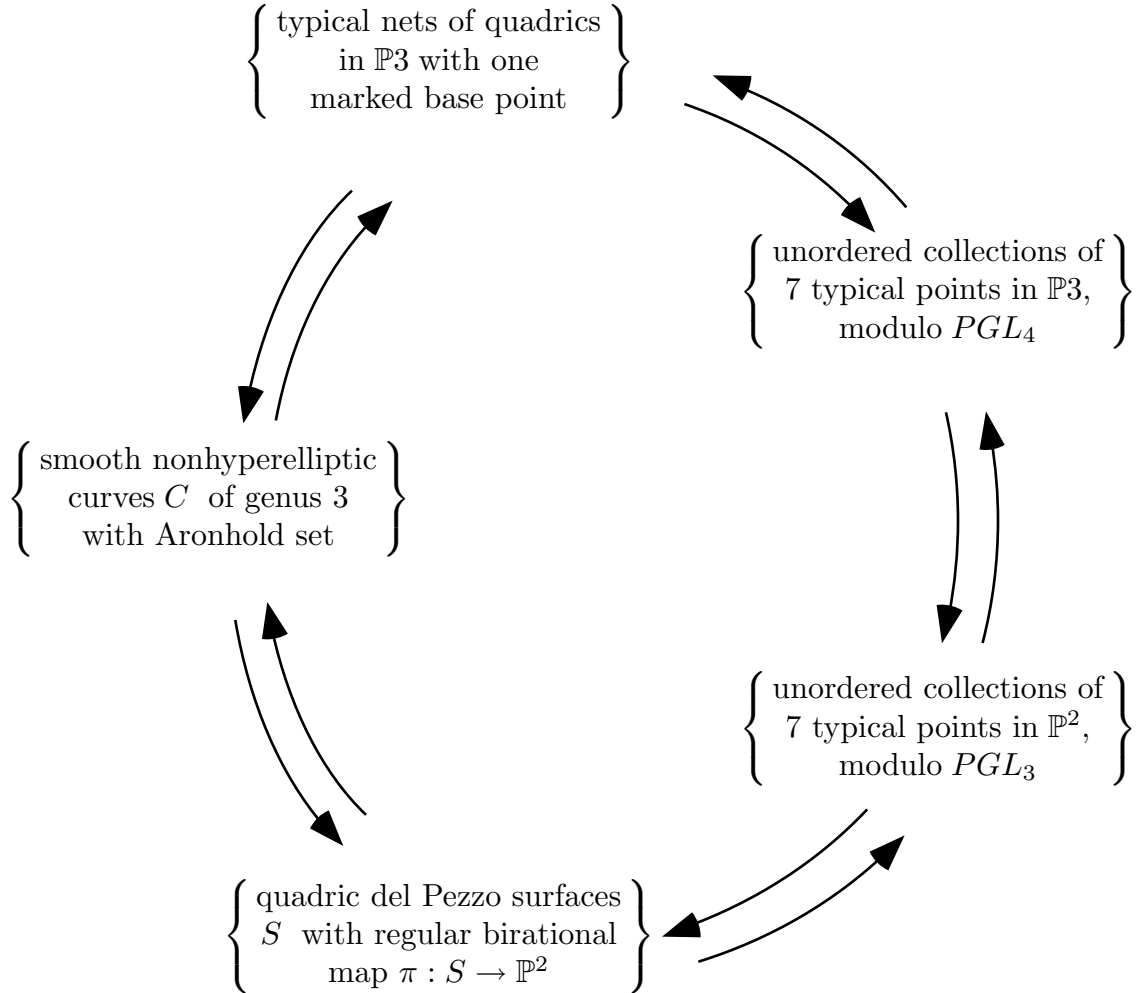 typical nets of quadrics
in ℙ3 with one
marked base point
unordered collections of
7 typical points in ℙ3,
modulo PGL₄
smooth nonhyperelliptic
curves C of genus 3
with Aronhold set
unordered collections of
7 typical points in ℙ²,
modulo PGL₃
quadric del Pezzo surfaces
S with regular birational
map π : S → ℙ²